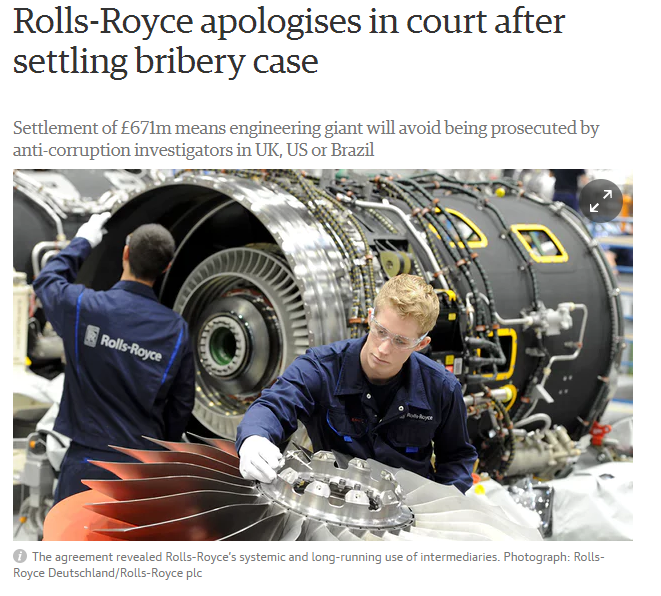 Rolls-Royce apologises in court after
settling bribery case
Settlement of £671m means engineering giant will avoid being prosecuted by
anti-corruption investigators in UK, US or Brazil
Rolls-Royce
Rolls-Royce
The agreement revealed Rolls-Royce's systemic and long-running use of intermediaries. Photograph: Rolls-
Royce Deutschland/Rolls-Royce plc